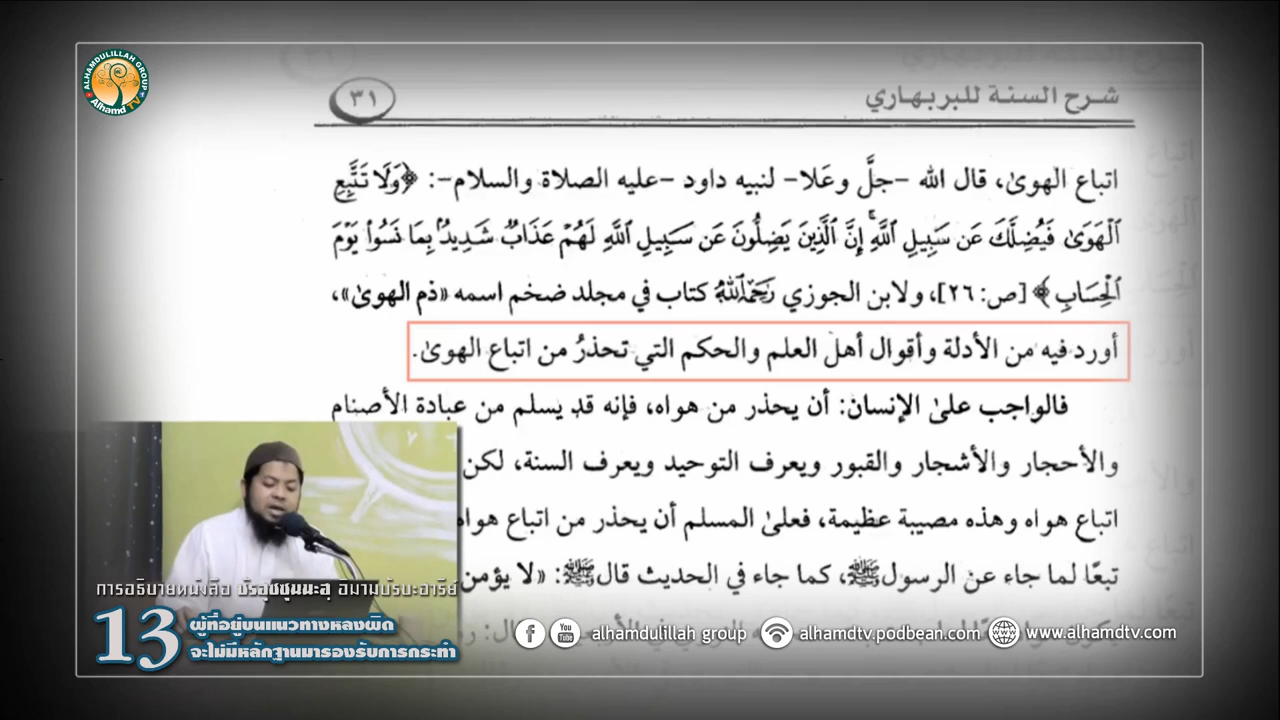 ALHAMDULILLAH GROUP
Alhamd TV
شرح السنة للبربهاري
٣١
اتباع الهوىٰ، قال الله -جلَّ وعَلا- لنبيه داود -عليه الصلاة والسلام-: ﴿وَلَا تَتَّبِعِ
ٱلْهَوَىٰ فَيُضِلَّكَ عَن سَبِيلِ ٱللَّهِ ۚ إِنَّ ٱلَّذِينَ يَضِلُّونَ عَن سَبِيلِ ٱللَّهِ لَهُمْ عَذَابٌ شَدِيدٌۢ بِمَا نَسُوا۟ يَوْمَ
ٱلْحِسَابِ﴾ [ص: ٢٦]، ولابن الجوزي رَحِمَهُ ٱللَّهُ كتاب في مجلد ضخم اسمه «ذم الهوىٰ»،
أورد فيه من الأدلة وأقوال أهل العلم والحكم التي تحذرُ من اتباع الهوىٰ.
فالواجب علىٰ الإنسان: أن يحذر من هواه، فإنه قد يسلم من عبادة الأصنام
والأحجار والأشجار والقبور ويعرف التوحيد ويعرف السنة، لكن
اتباع هواه وهذه مصيبة عظيمة، فعلىٰ المسلم أن يحذر من اتباع هواه
تبعًا لما جاء عن الرسول ﷺ، كما جاء في الحديث قال ﷺ: «لا يؤمن
การอธิบายหนังสือ ชัรฮุซซุนนะฮฺ อิมามบัรบะฮารีย์
13 ผู้ที่อยู่บนแนวทางหลงผิด
จะไม่มีหลักฐานมารองรับการกระทำ
alhamdulillah group alhamdtv.podbean.com www.alhamdtv.com